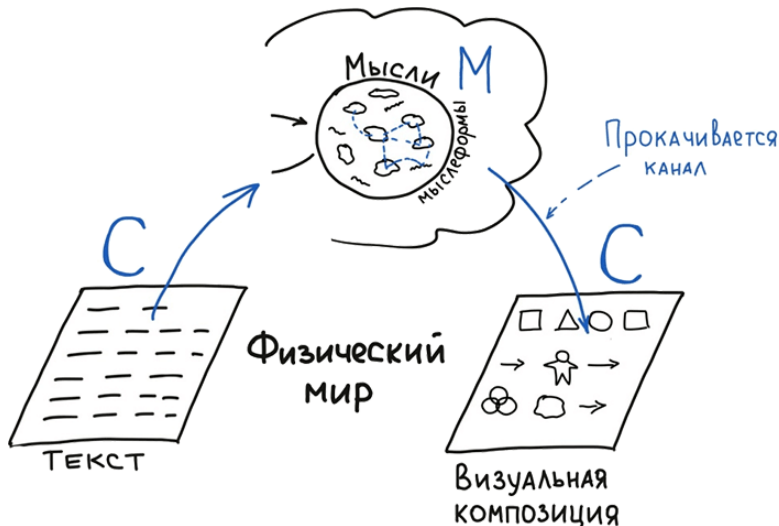 Мысли М
мыслеформы
Прокачивается
канал
С
С
Физический
мир
Текст
Визуальная
композиция